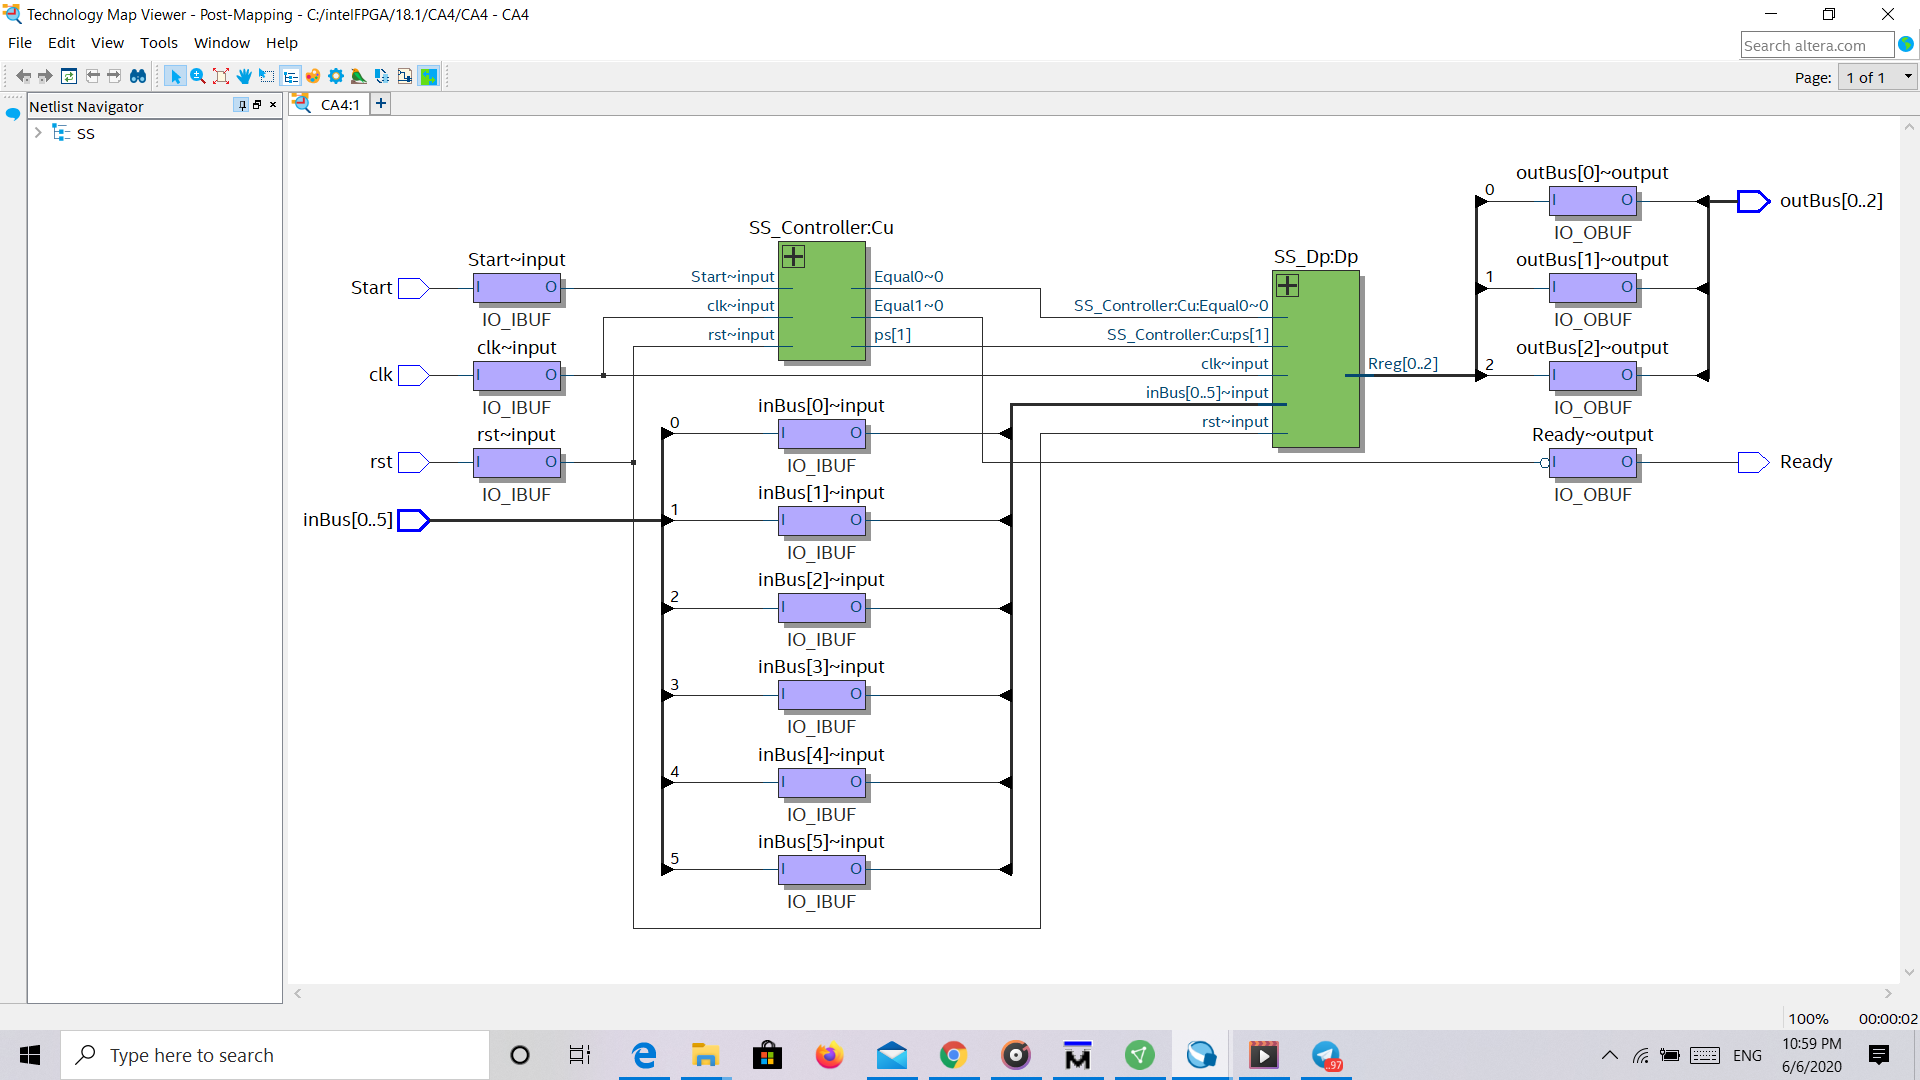 Technology Map Viewer - Post-Mapping - C:/intelFPGA/18.1/CA4/CA4 - CA4
File Edit View Tools Window Help
Search altera.com
Page: 1 of 1
Netlist Navigator
CA4:1
SS
outBus[0]~output
0
I O
outBus[0..2]
IO_OBUF
SS_Controller:Cu
Start~input
SS_Dp:Dp
outBus[1]~output
Start
I O
IO_IBUF
Start~input
Equal0~0
clk~input
Equal1~0
rst~input
ps[1]
SS_Controller:Cu:Equal0~0
SS_Controller:Cu:ps[1]
clk~input
inBus[0..5]~input
rst~input
Rreg[0..2]
1
I O
IO_OBUF
clk~input
outBus[2]~output
clk
I O
IO_IBUF
2
I O
IO_OBUF
rst~input
rst
I O
IO_IBUF
Ready~output
I O
Ready
IO_OBUF
inBus[0..5]
inBus[0]~input
0
I O
IO_IBUF
inBus[1]~input
1
I O
IO_IBUF
inBus[2]~input
2
I O
IO_IBUF
inBus[3]~input
3
I O
IO_IBUF
inBus[4]~input
4
I O
IO_IBUF
inBus[5]~input
5
I O
IO_IBUF
100% 00:00:02
Type here to search
..97
ENG
10:59 PM
6/6/2020